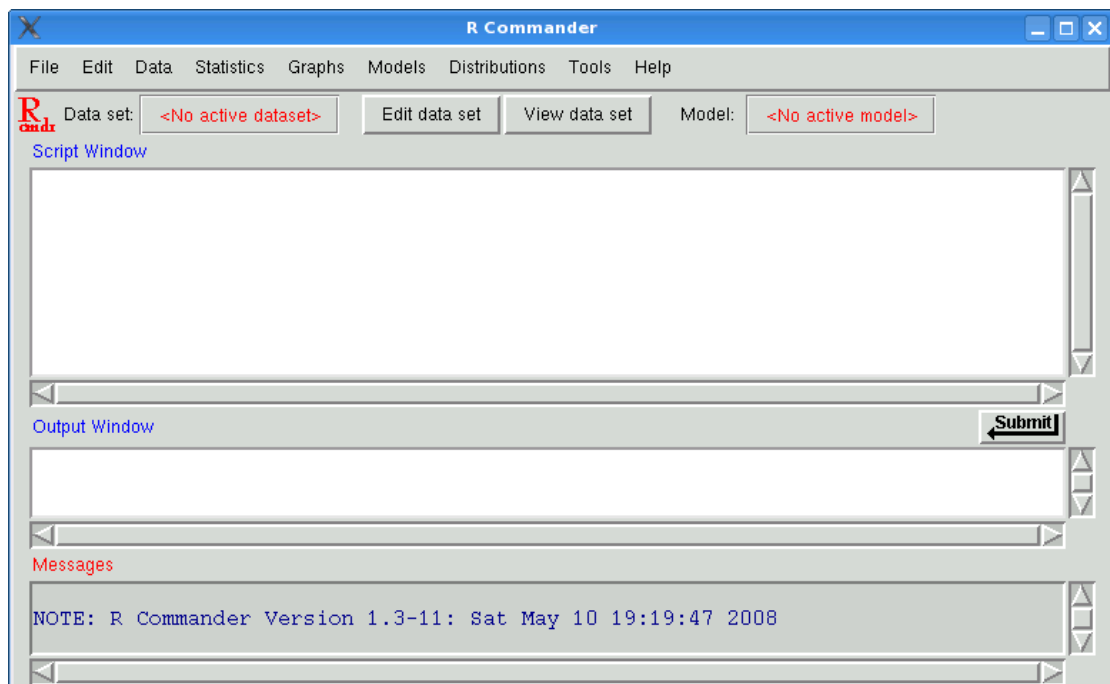 R Commander
File Edit Data Statistics Graphs Models Distributions Tools Help
R cmdr Data set: <No active dataset> Edit data set View data set Model: <No active model>
Script Window
Output Window Submit
Messages
NOTE: R Commander Version 1.3-11: Sat May 10 19:19:47 2008